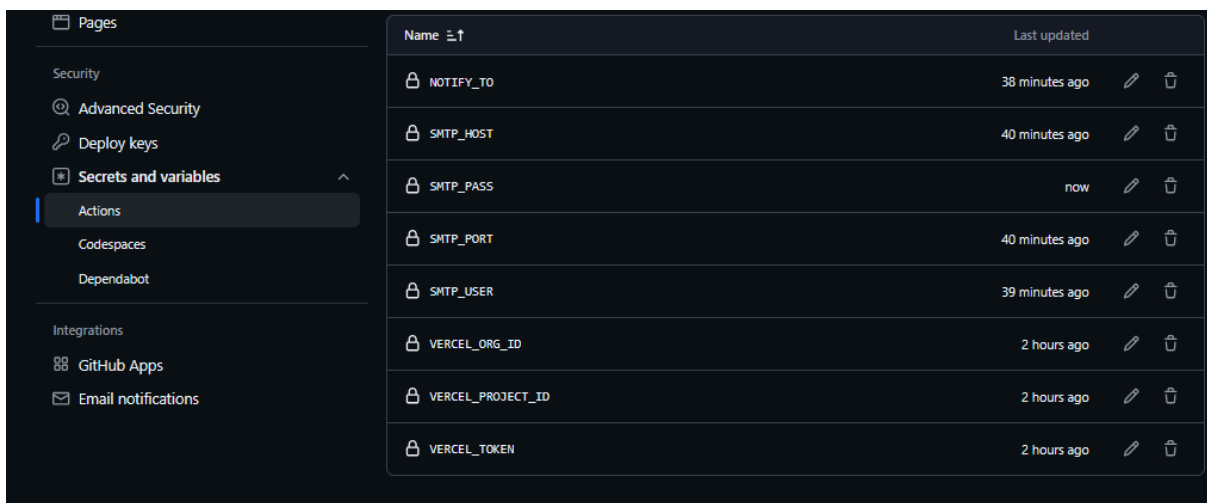 Pages
Security
Advanced Security
Deploy keys
Secrets and variables
Actions
Codespaces
Dependabot
Integrations
GitHub Apps
Email notifications
Name Last updated
NOTIFY_TO 38 minutes ago
SMTP_HOST 40 minutes ago
SMTP_PASS now
SMTP_PORT 40 minutes ago
SMTP_USER 39 minutes ago
VERCEL_ORG_ID 2 hours ago
VERCEL_PROJECT_ID 2 hours ago
VERCEL_TOKEN 2 hours ago